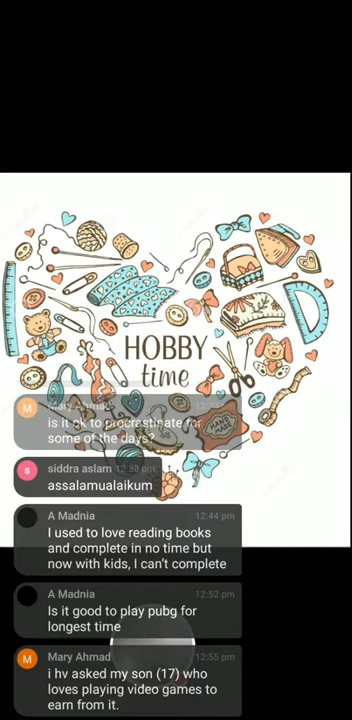 HOBBY
time
HAND
MADE
Mary Ahmad
is it ok to procrastinate for
some of the days?
siddra aslam 12:38 pm
assalamualaikum
A Madnia 12:44 pm
I used to love reading books
and complete in no time but
now with kids, I can't complete
A Madnia 12:52 pm
Is it good to play pubg for
longest time
Mary Ahmad 12:55 pm
i hv asked my son (17) who
loves playing video games to
earn from it.